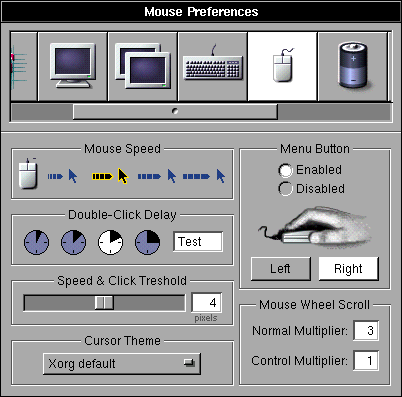 Mouse Preferences
Mouse Speed
Double-Click Delay
Test
Speed & Click Treshold
4
pixels
Cursor Theme
Xorg default
Menu Button
Enabled
Disabled
Left Right
Mouse Wheel Scroll
Normal Multiplier: 3
Control Multiplier: 1